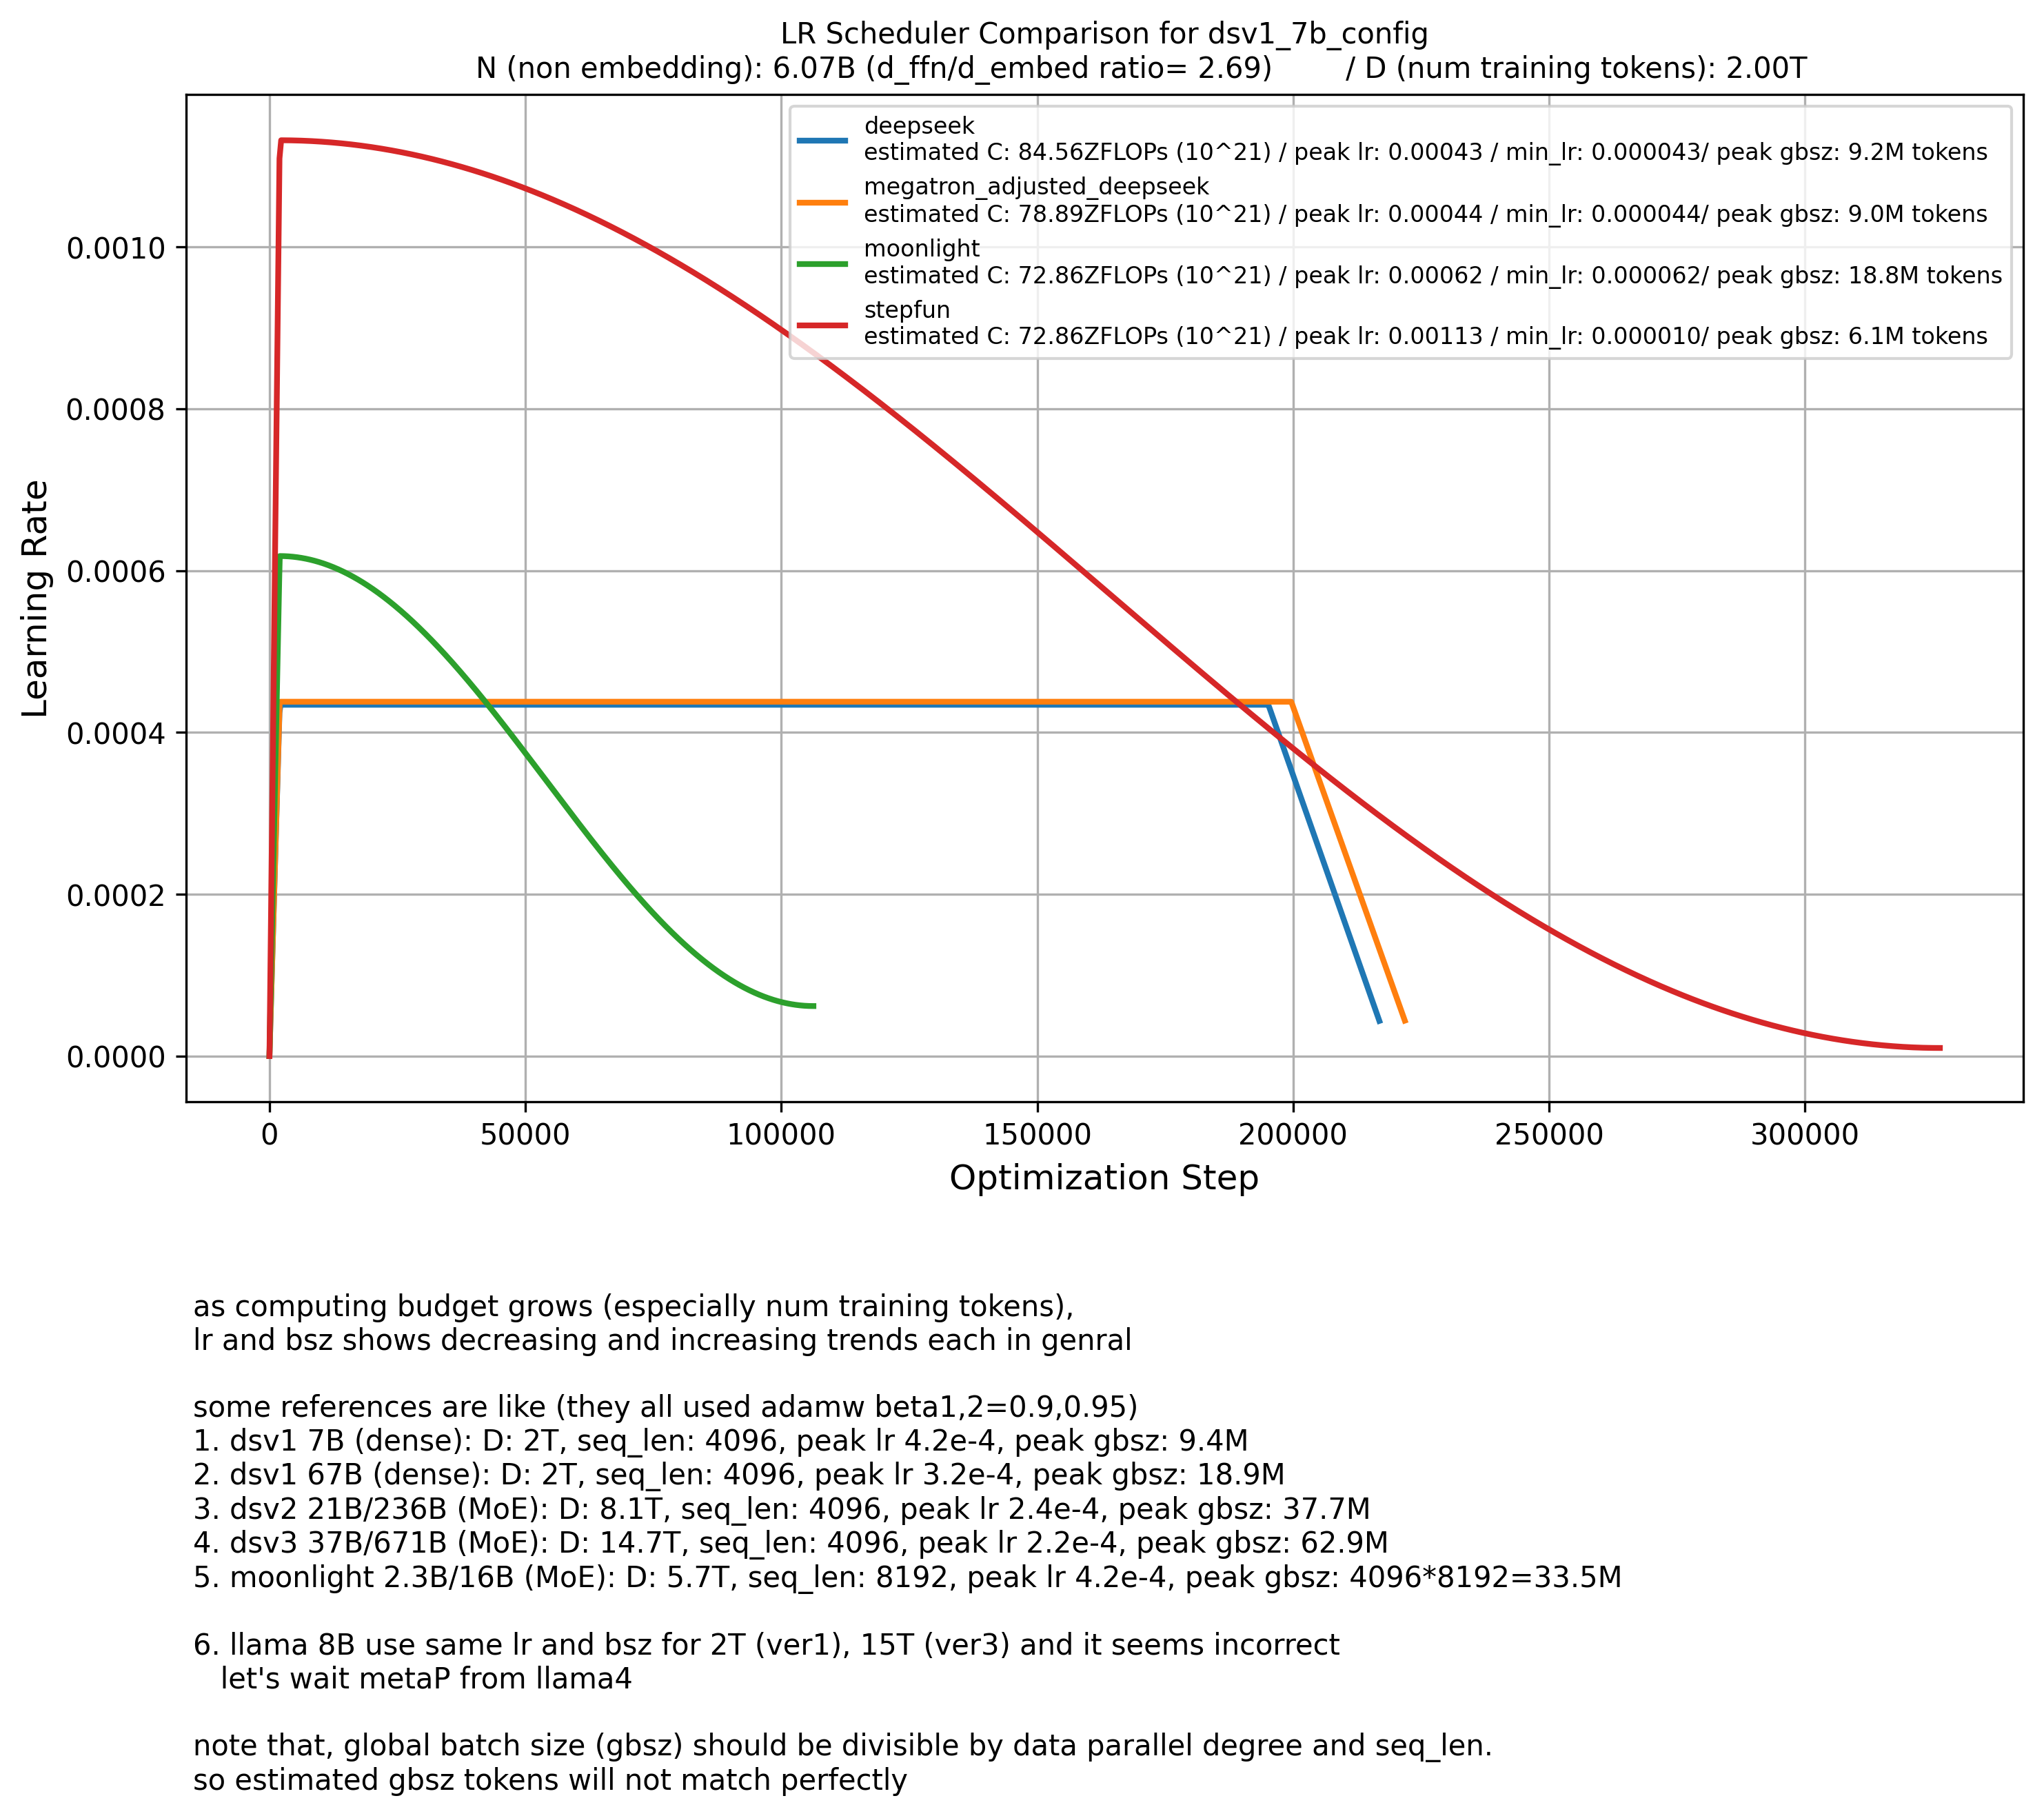 LR Scheduler Comparison for dsv1_7b_config
N (non embedding): 6.07B (d_ffn/d_embed ratio= 2.69) / D (num training tokens): 2.00T
deepseek
estimated C: 84.56ZFLOPs (10^21) / peak lr: 0.00043 / min_lr: 0.000043/ peak gbsz: 9.2M tokens
megatron_adjusted_deepseek
estimated C: 78.89ZFLOPs (10^21) / peak lr: 0.00044 / min_lr: 0.000044/ peak gbsz: 9.0M tokens
moonlight
estimated C: 72.86ZFLOPs (10^21) / peak lr: 0.00062 / min_lr: 0.000062/ peak gbsz: 18.8M tokens
stepfun
estimated C: 72.86ZFLOPs (10^21) / peak lr: 0.00113 / min_lr: 0.000010/ peak gbsz: 6.1M tokens
Learning Rate
0.0010
0.0008
0.0006
0.0004
0.0002
0.0000
0
50000
100000
150000
200000
250000
300000
Optimization Step
as computing budget grows (especially num training tokens),
lr and bsz shows decreasing and increasing trends each in genral
some references are like (they all used adamw beta1,2=0.9,0.95)
1. dsv1 7B (dense): D: 2T, seq_len: 4096, peak lr 4.2e-4, peak gbsz: 9.4M
2. dsv1 67B (dense): D: 2T, seq_len: 4096, peak lr 3.2e-4, peak gbsz: 18.9M
3. dsv2 21B/236B (MoE): D: 8.1T, seq_len: 4096, peak lr 2.4e-4, peak gbsz: 37.7M
4. dsv3 37B/671B (MoE): D: 14.7T, seq_len: 4096, peak lr 2.2e-4, peak gbsz: 62.9M
5. moonlight 2.3B/16B (MoE): D: 5.7T, seq_len: 8192, peak lr 4.2e-4, peak gbsz: 4096*8192=33.5M
6. llama 8B use same lr and bsz for 2T (ver1), 15T (ver3) and it seems incorrect
let's wait metaP from llama4
note that, global batch size (gbsz) should be divisible by data parallel degree and seq_len.
so estimated gbsz tokens will not match perfectly